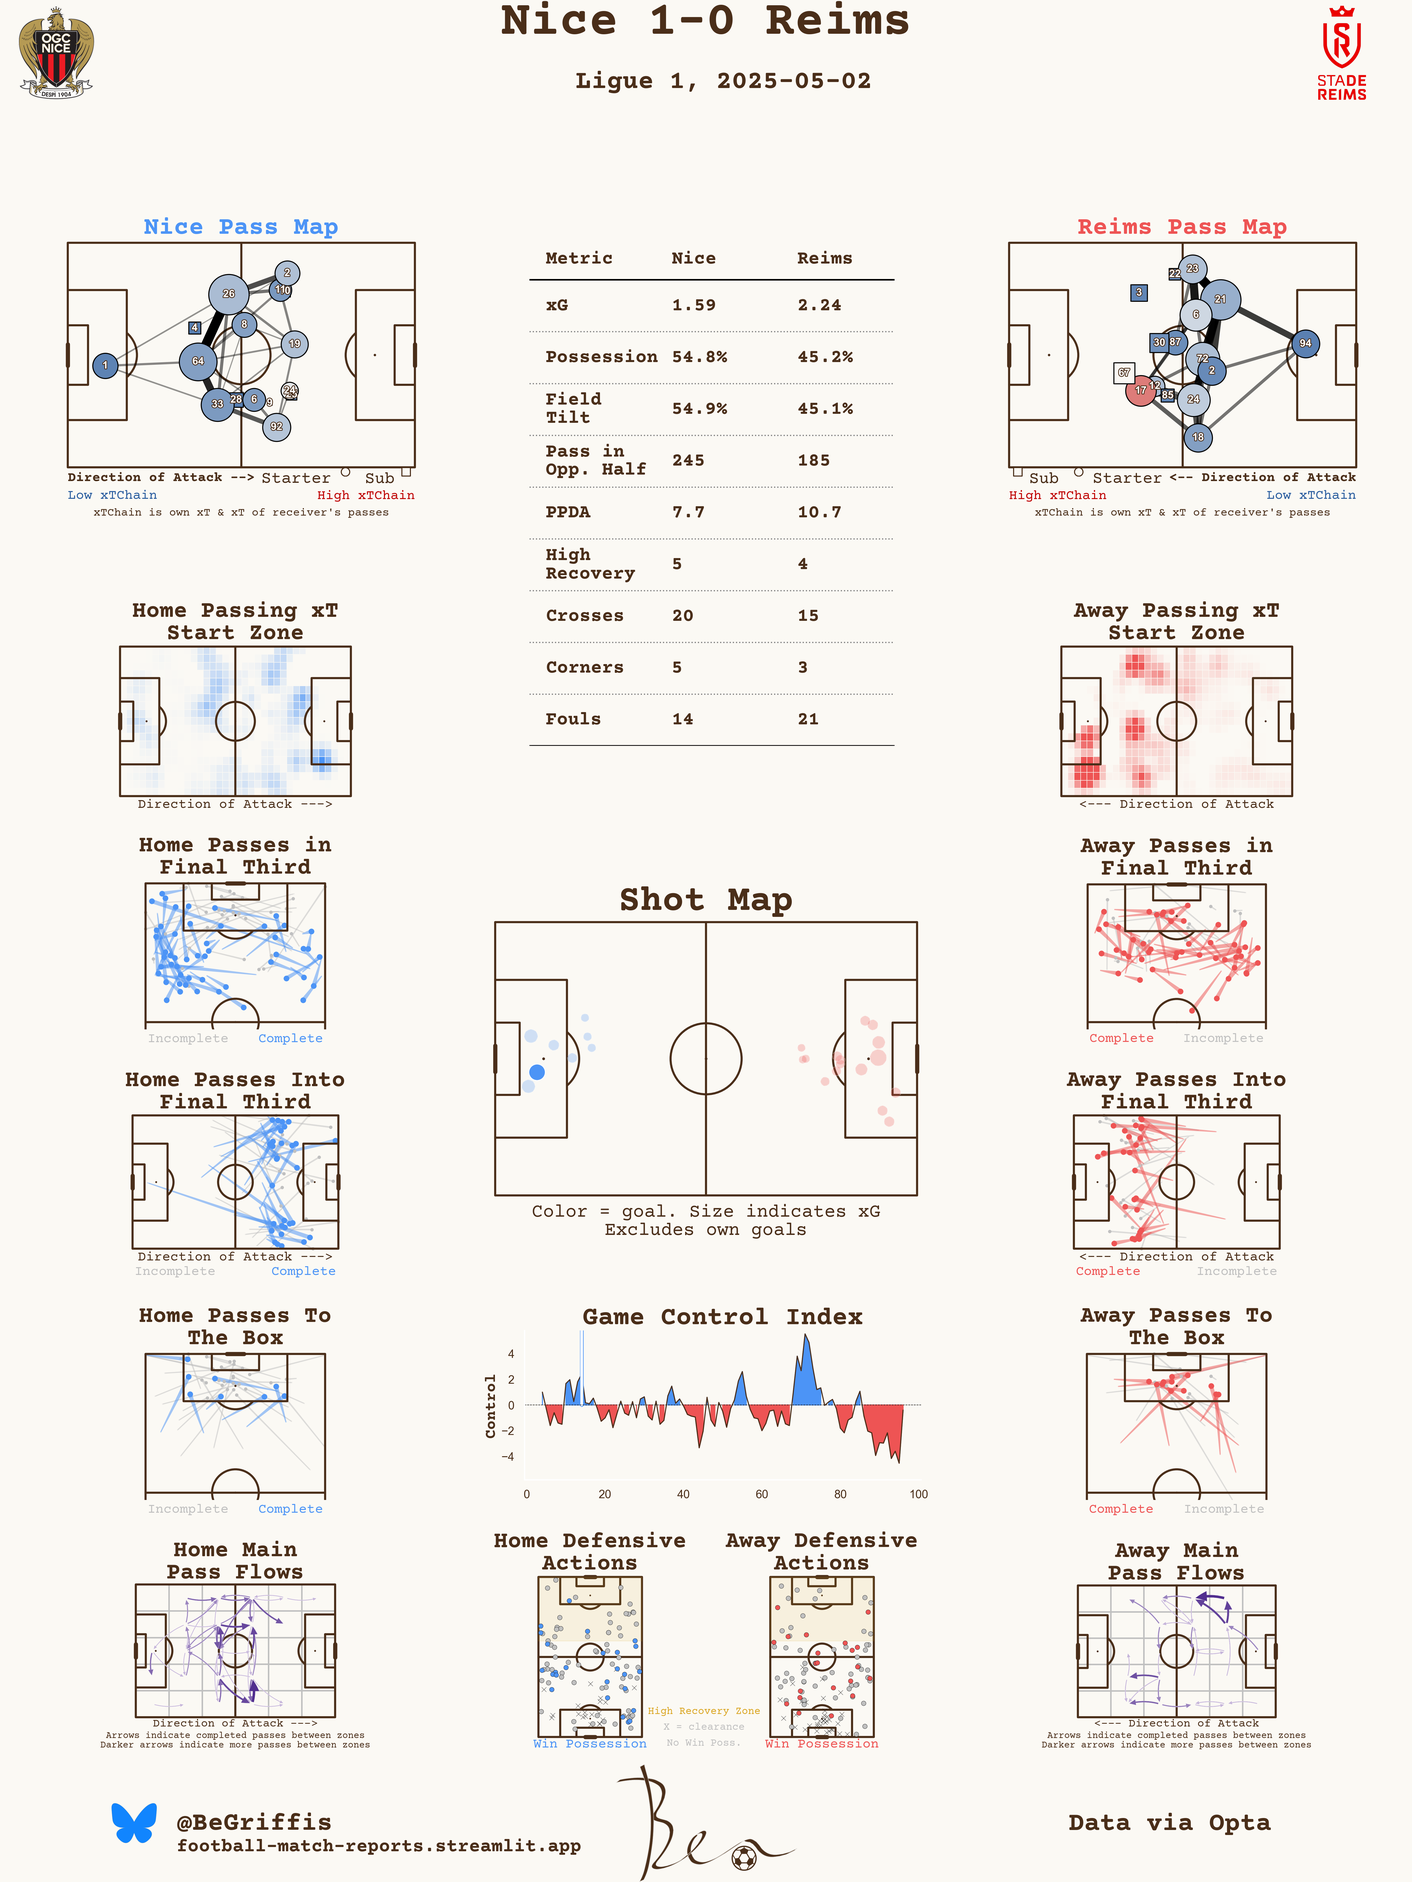 Nice 1-0 Reims
Ligue 1, 2025-05-02
OGC
NICE
DESPI 1904
STADE
REIMS
Nice Pass Map
26
2
11
0
4
8
19
64
1
33
28
6
9
24
92
Direction of Attack --> Starter Sub
Low xTChain High xTChain
xTChain is own xT & xT of receiver's passes
Metric Nice Reims
xG 1.59 2.24
Possession 54.8% 45.2%
Field
Tilt 54.9% 45.1%
Pass in
Opp. Half 245 185
PPDA 7.7 10.7
High
Recovery 5 4
Crosses 20 15
Corners 5 3
Fouls 14 21
Reims Pass Map
22
23
3
21
6
30
87
94
72
2
67
12
17
85
24
18
Sub Starter <-- Direction of Attack
High xTChain Low xTChain
xTChain is own xT & xT of receiver's passes
Home Passing xT
Start Zone
Direction of Attack --->
Away Passing xT
Start Zone
<--- Direction of Attack
Home Passes in
Final Third
Incomplete Complete
Shot Map
Color = goal. Size indicates xG
Excludes own goals
Away Passes in
Final Third
Complete Incomplete
Home Passes Into
Final Third
Direction of Attack --->
Incomplete Complete
Away Passes Into
Final Third
<--- Direction of Attack
Complete Incomplete
Home Passes To
The Box
Incomplete Complete
Game Control Index
Control
4
2
0
−2
−4
0 20 40 60 80 100
Away Passes To
The Box
Complete Incomplete
Home Main
Pass Flows
Direction of Attack --->
Arrows indicate completed passes between zones
Darker arrows indicate more passes between zones
Home Defensive
Actions
Win Possession
High Recovery Zone
X = clearance
No Win Poss.
Away Defensive
Actions
Win Possession
Away Main
Pass Flows
<--- Direction of Attack
Arrows indicate completed passes between zones
Darker arrows indicate more passes between zones
@BeGriffis
football-match-reports.streamlit.app
Ben
Data via Opta